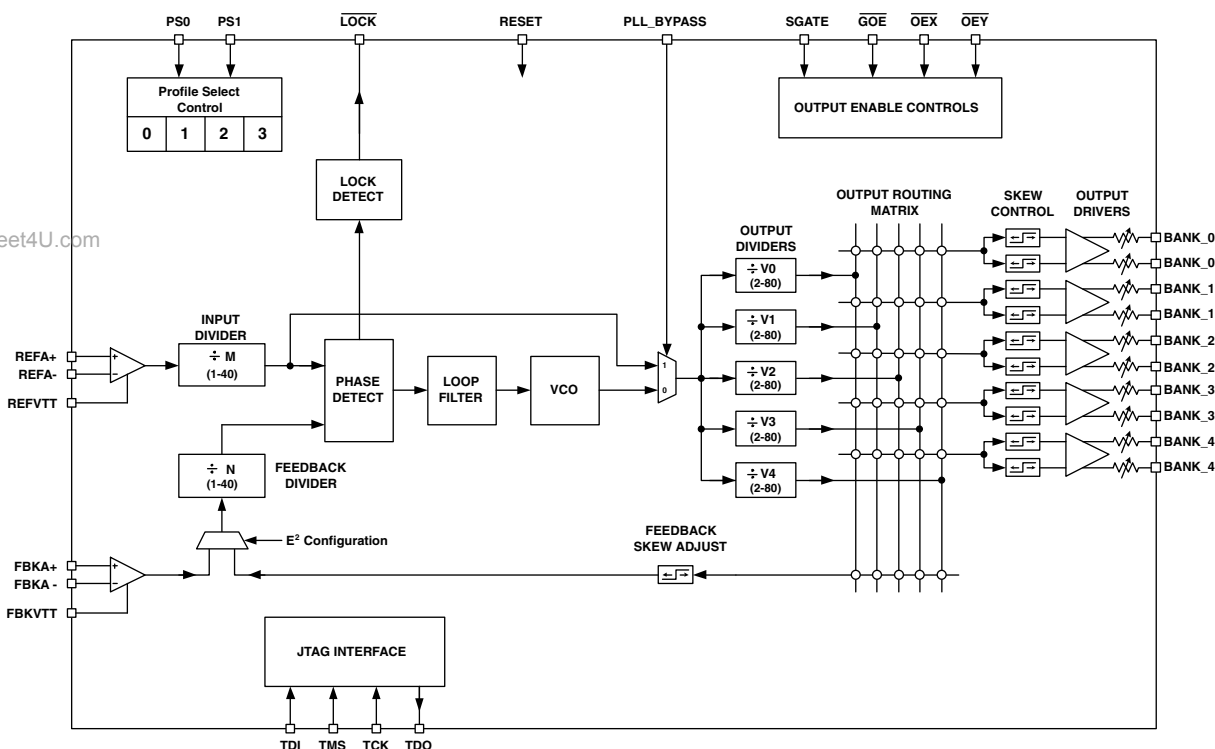 PS0 PS1 LOCK RESET PLL_BYPASS SGATE GOE OEX OEY
Profile Select
Control
0 1 2 3
OUTPUT ENABLE CONTROLS
LOCK
DETECT
OUTPUT ROUTING
MATRIX
SKEW
CONTROL
OUTPUT
DRIVERS
eet4U.com
OUTPUT
DIVIDERS
BANK_0
BANK_0
BANK_1
BANK_1
BANK_2
BANK_2
BANK_3
BANK_3
BANK_4
BANK_4
÷ V0
(2-80)
÷ V1
(2-80)
÷ V2
(2-80)
÷ V3
(2-80)
÷ V4
(2-80)
INPUT
DIVIDER
÷ M
(1-40)
REFA+
REFA-
REFVTT
+
−
PHASE
DETECT
LOOP
FILTER
VCO
1
0
÷ N
(1-40)
FEEDBACK
DIVIDER
E² Configuration
FEEDBACK
SKEW ADJUST
FBKA+
FBKA -
FBKVTT
+
−
JTAG INTERFACE
TDI TMS TCK TDO